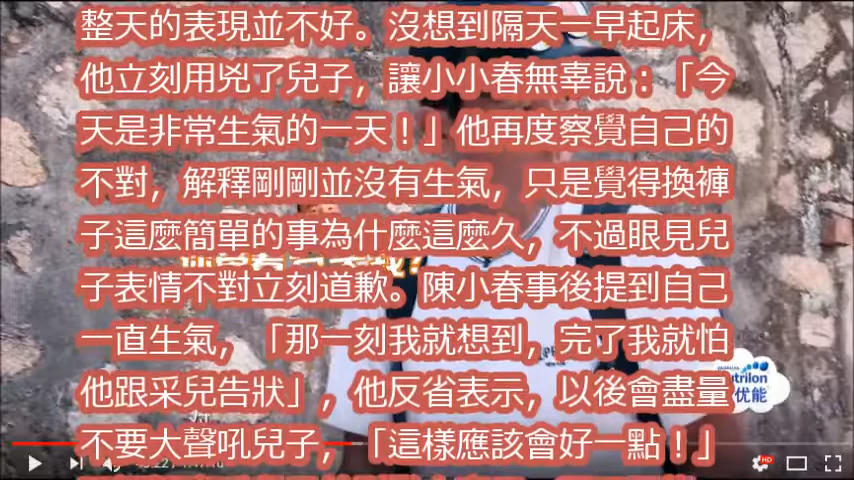 整天的表現並不好。沒想到隔天一早起床，
他立刻用兇了兒子，讓小小春無辜說：「今
天是非常生氣的一天！」他再度察覺自己的
不對，解釋剛剛並沒有生氣，只是覺得換褲
子這麼簡單的事為什麼這麼久，不過眼見兒
子表情不對立刻道歉。陳小春事後提到自己
一直生氣，「那一刻我就想到，完了我就怕
他跟采兒告狀」，他反省表示，以後會盡量
不要大聲吼兒子，「這樣應該會好一點！」
優能
HD